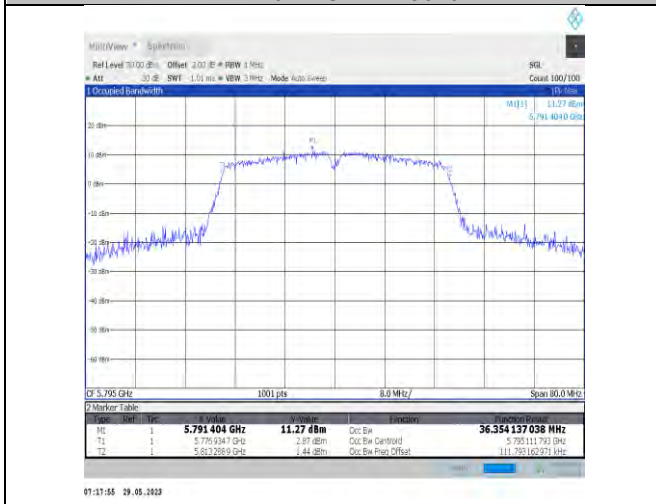 MultiView Spectrum
Ref Level 30.00 dBm Offset 2.00 dB RBW 1 MHz SGL
Att 30 dB SWT 1.01 ms VBW 3 MHz Mode Auto Sweep Count 100/100
1 Occupied Bandwidth
M1[1] 11.27 dBm
5.791 4040 GHz
20 dBm
M1
10 dBm
0 dBm
-10 dBm
-20 dBm
-30 dBm
-40 dBm
-50 dBm
-60 dBm
CF 5.795 GHz 1001 pts 8.0 MHz/ Span 80.0 MHz
2 Marker Table
Type Ref Trc X-Value Y-Value Function Function Result
M1 1 5.791 404 GHz 11.27 dBm Occ Bw 36.354 137 038 MHz
T1 1 5.776 9347 GHz 2.87 dBm Occ Bw Centroid 5.795 111 793 GHz
T2 1 5.813 2889 GHz 1.44 dBm Occ Bw Freq Offset 111.793 162 971 kHz
07:17:55 29.05.2023